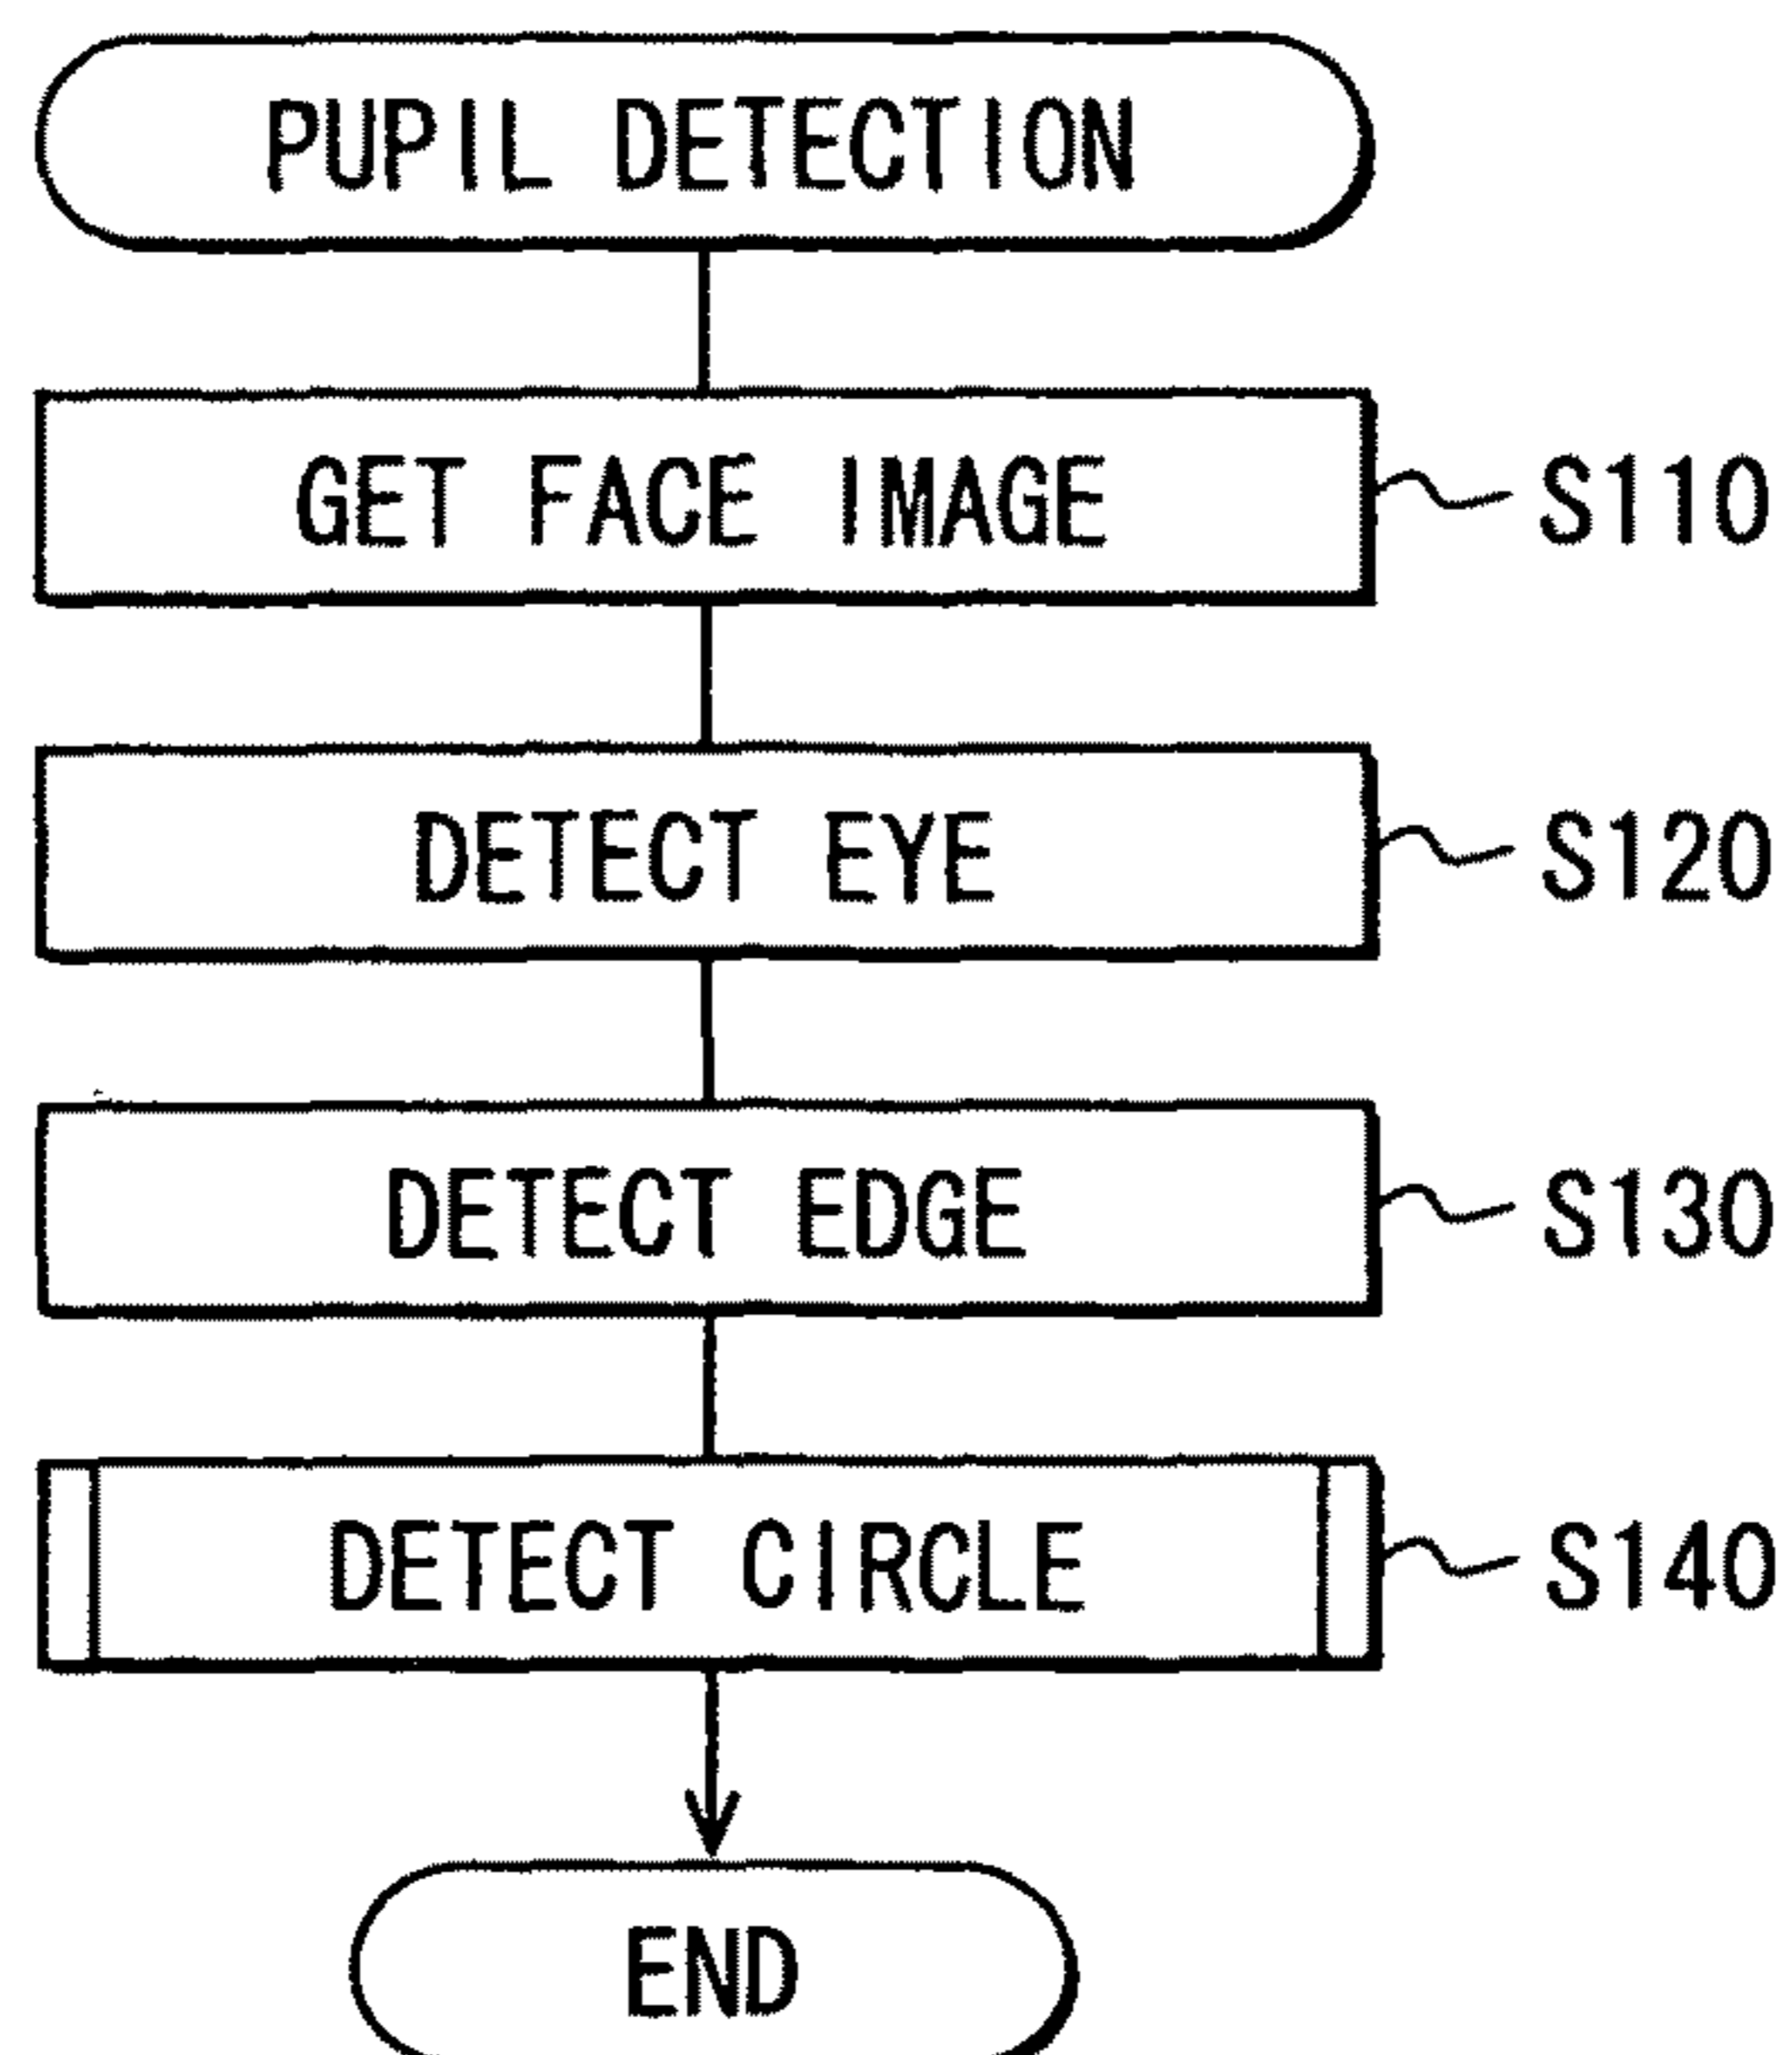 PUPIL DETECTION
GET FACE IMAGE S110
DETECT EYE S120
DETECT EDGE S130
DETECT CIRCLE S140
END